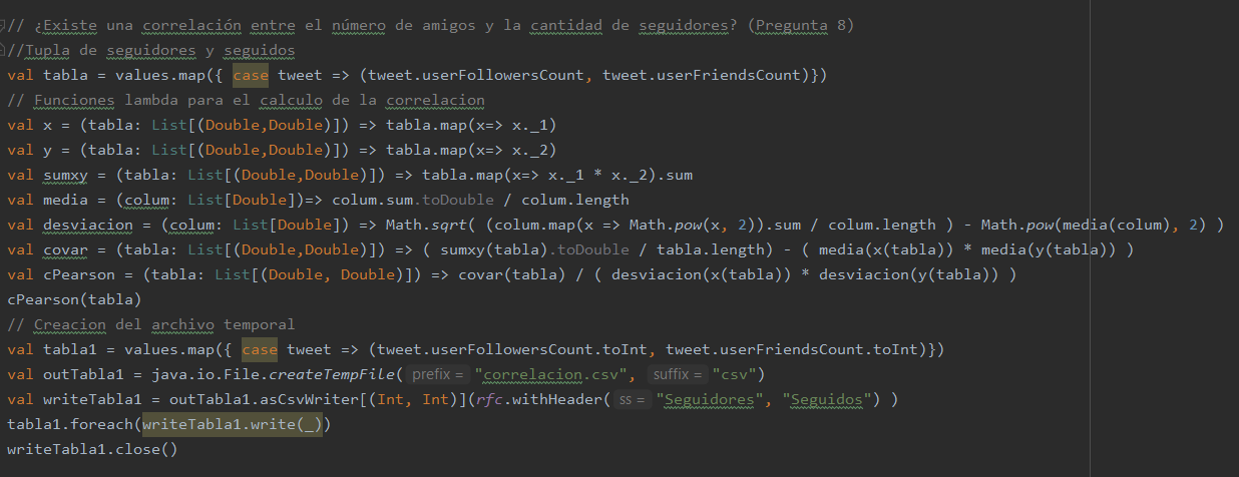 // ¿Existe una correlación entre el número de amigos y la cantidad de seguidores? (Pregunta 8)
//Tupla de seguidores y seguidos
val tabla = values.map({ case tweet => (tweet.userFollowersCount, tweet.userFriendsCount)})
// Funciones lambda para el calculo de la correlacion
val x = (tabla: List[(Double,Double)]) => tabla.map(x=> x._1)
val y = (tabla: List[(Double,Double)]) => tabla.map(x=> x._2)
val sumxy = (tabla: List[(Double,Double)]) => tabla.map(x=> x._1 * x._2).sum
val media = (colum: List[Double])=> colum.sum.toDouble / colum.length
val desviacion = (colum: List[Double]) => Math.sqrt( (colum.map(x => Math.pow(x, 2)).sum / colum.length ) - Math.pow(media(colum), 2) )
val covar = (tabla: List[(Double,Double)]) => ( sumxy(tabla).toDouble / tabla.length) - ( media(x(tabla)) * media(y(tabla)) )
val cPearson = (tabla: List[(Double, Double)]) => covar(tabla) / ( desviacion(x(tabla)) * desviacion(y(tabla)) )
cPearson(tabla)
// Creacion del archivo temporal
val tabla1 = values.map({ case tweet => (tweet.userFollowersCount.toInt, tweet.userFriendsCount.toInt)})
val outTabla1 = java.io.File.createTempFile( prefix = "correlacion.csv", suffix = "csv")
val writeTabla1 = outTabla1.asCsvWriter[(Int, Int)](rfc.withHeader( ss = "Seguidores", "Seguidos") )
tabla1.foreach(writeTabla1.write(_))
writeTabla1.close()